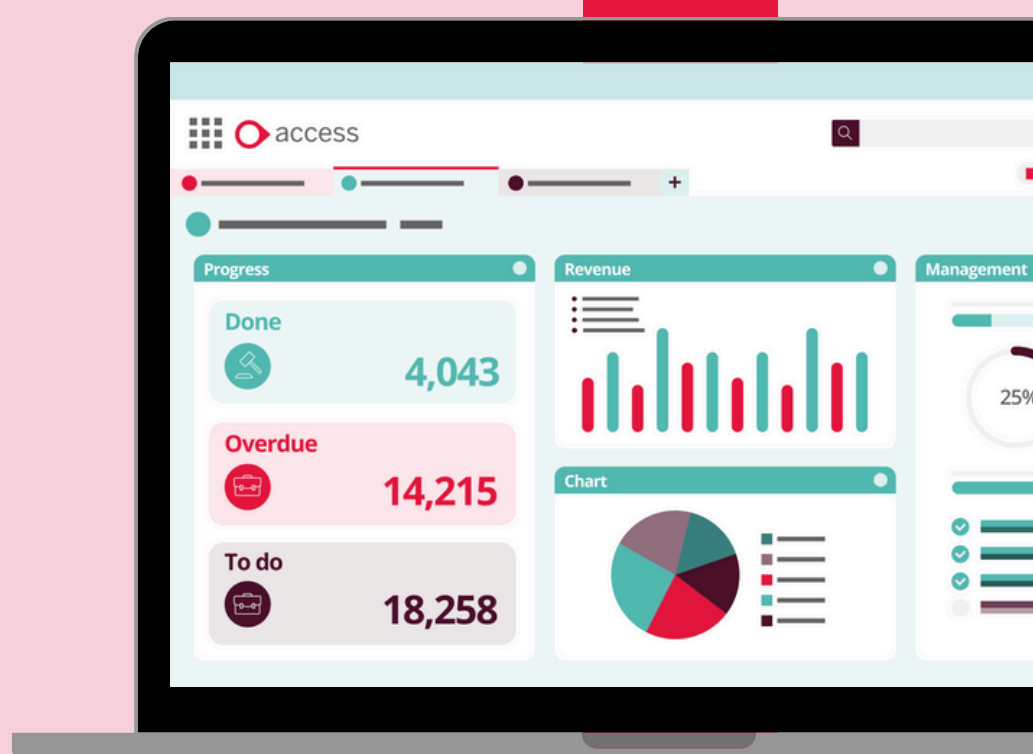 access
+
Progress
Revenue
Management
Done
4,043
Overdue
14,215
To do
18,258
25%
Chart